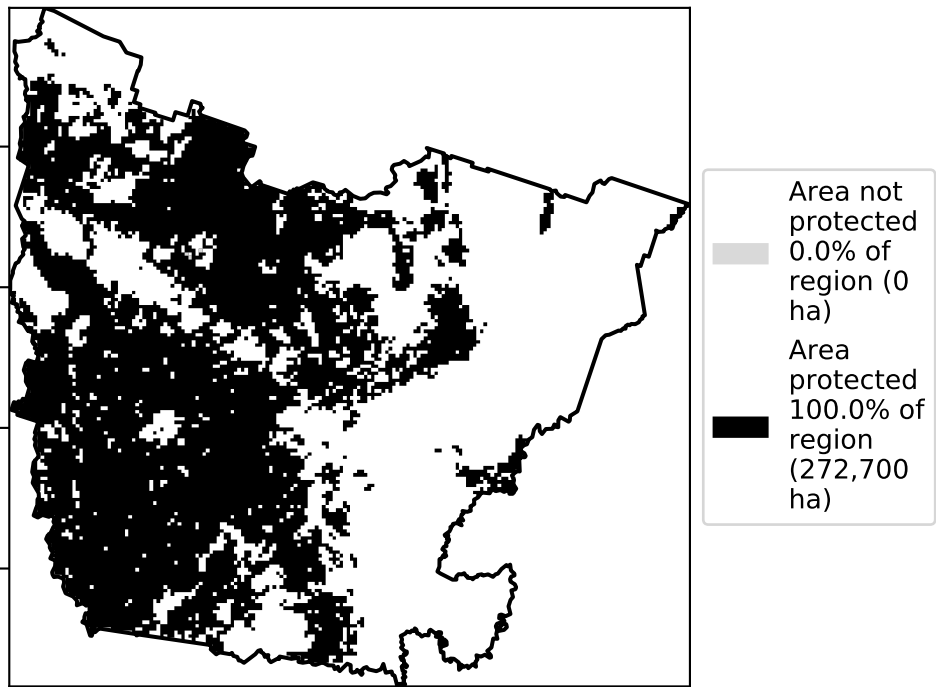 Area not
protected
0.0% of
region (0
ha)
Area
protected
100.0% of
region
(272,700
ha)